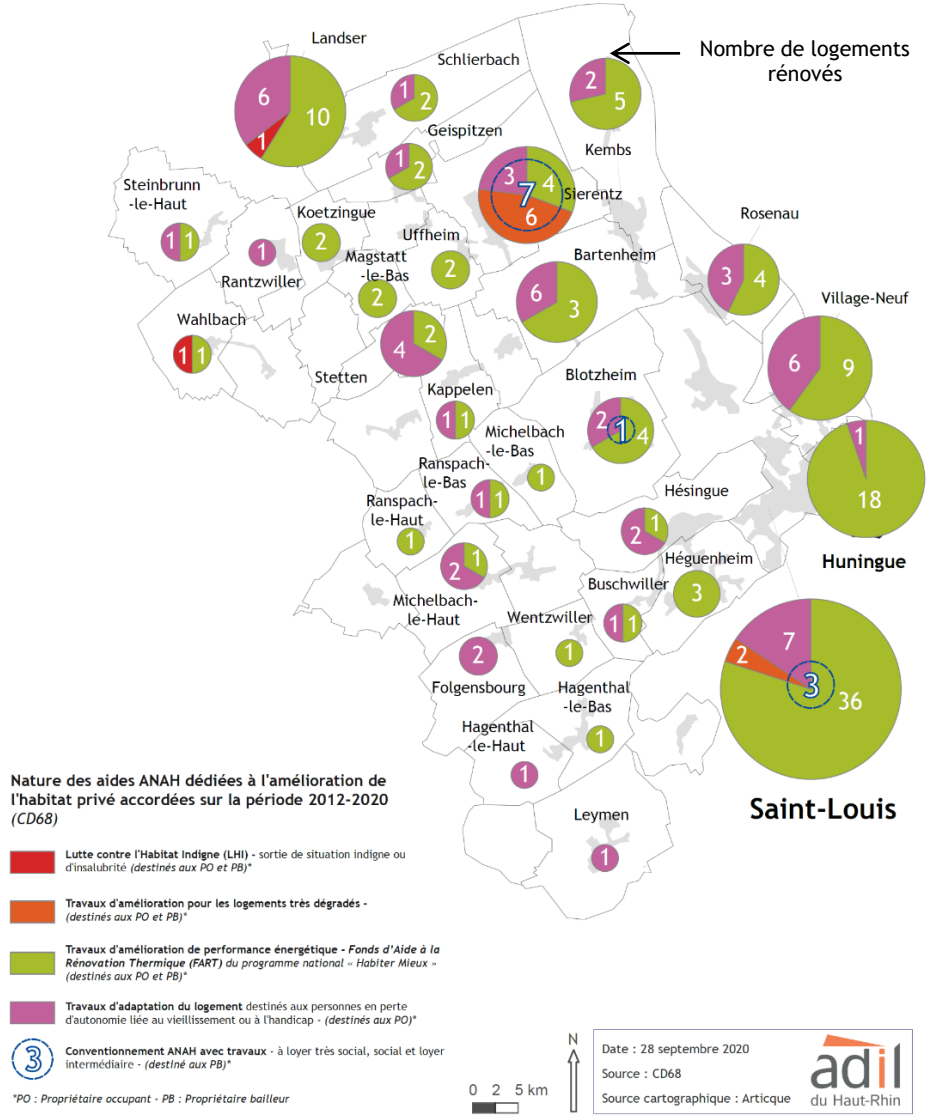 Landser
Nombre de logements
rénovés
Schlierbach
6
10
1
1
2
2
5
Kembs
Geispitzen
1
2
Steinbrunn
-le-Haut
1
1
3
4
7
6
Sierentz
Koetzingue
2
Uffheim
2
Rosenau
3
4
1
Rantzwiller
Magstatt
-le-Bas
2
Bartenheim
6
3
Village-Neuf
6
9
Wahlbach
1
1
2
4
Stetten
Kappelen
1
1
Blotzheim
2
1
4
Michelbach
-le-Bas
1
1
18
Huningue
Ranspach-
le-Bas
1
1
Ranspach-
le-Haut
1
Hésingue
1
2
Héguenheim
3
1
2
Michelbach-
le-Haut
Buschwiller
1
1
Wentzwiller
1
2
Folgensbourg
7
2
3
36
Saint-Louis
Hagenthal
-le-Bas
1
Hagenthal
-le-Haut
1
Leymen
1
Nature des aides ANAH dédiées à l'amélioration de
l'habitat privé accordées sur la période 2012-2020
(CD68)
Lutte contre l'Habitat Indigne (LHI) - sortie de situation indigne ou
d'insalubrité (destinés aux PO et PB)*
Travaux d'amélioration pour les logements très dégradés -
(destinés aux PO et PB)*
Travaux d'amélioration de performance énergétique - Fonds d'Aide à la
Rénovation Thermique (FART) du programme national « Habiter Mieux »
(destinés aux PO et PB)*
Travaux d'adaptation du logement destinés aux personnes en perte
d'autonomie liée au vieillissement ou à l'handicap - (destinés aux PO)*
3
Conventionnement ANAH avec travaux - à loyer très social, social et loyer
intermédiaire - (destiné aux PB)*
*PO : Propriétaire occupant - PB : Propriétaire bailleur
0 2 5 km
N
Date : 28 septembre 2020
Source : CD68
Source cartographique : Articque
adil
du Haut-Rhin